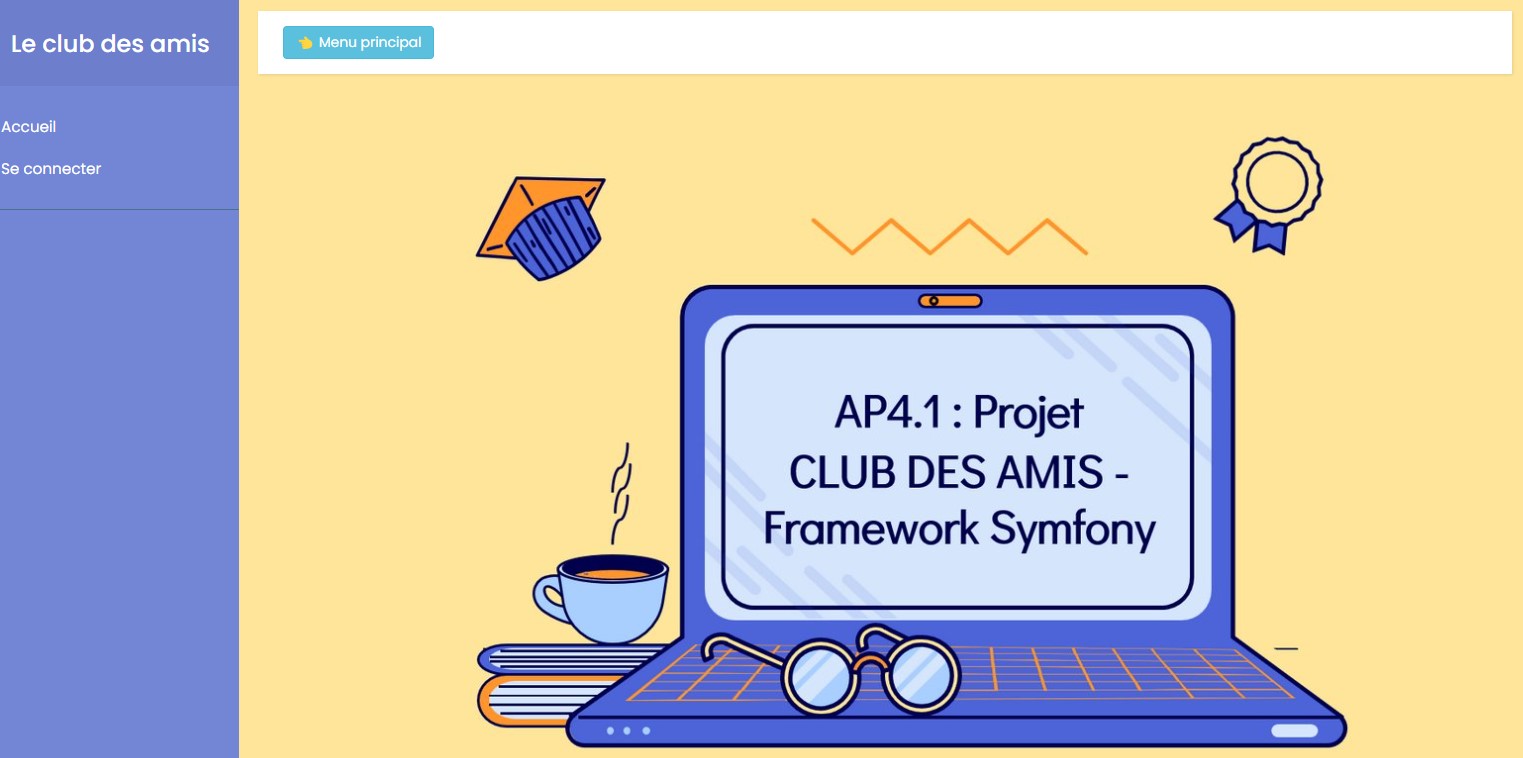 Le club des amis
Menu principal
Accueil
Se connecter
AP4.1 : Projet
CLUB DES AMIS -
Framework Symfony